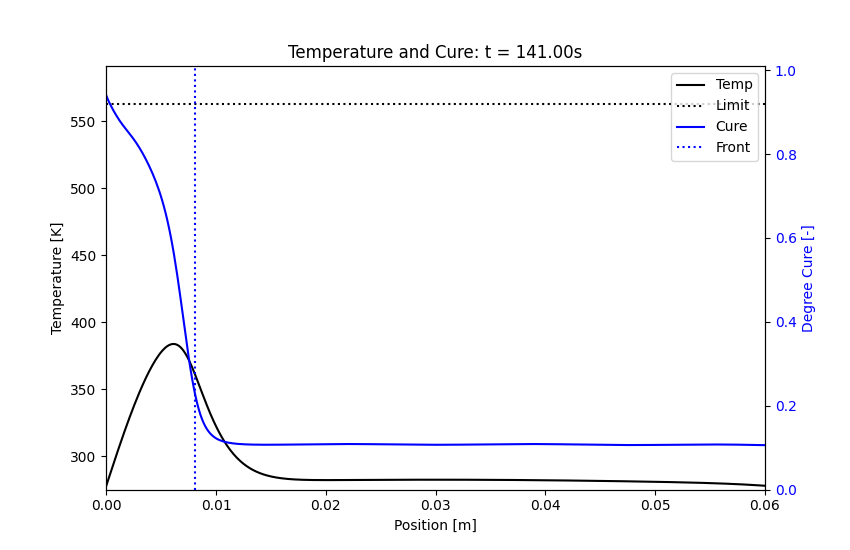 Temperature and Cure: t = 141.00s
Temp
Limit
Cure
Front
Temperature [K]
550
500
450
400
350
300
1.0
0.8
0.6
0.4
0.2
0.0
Degree Cure [-]
0.00 0.01 0.02 0.03 0.04 0.05 0.06
Position [m]